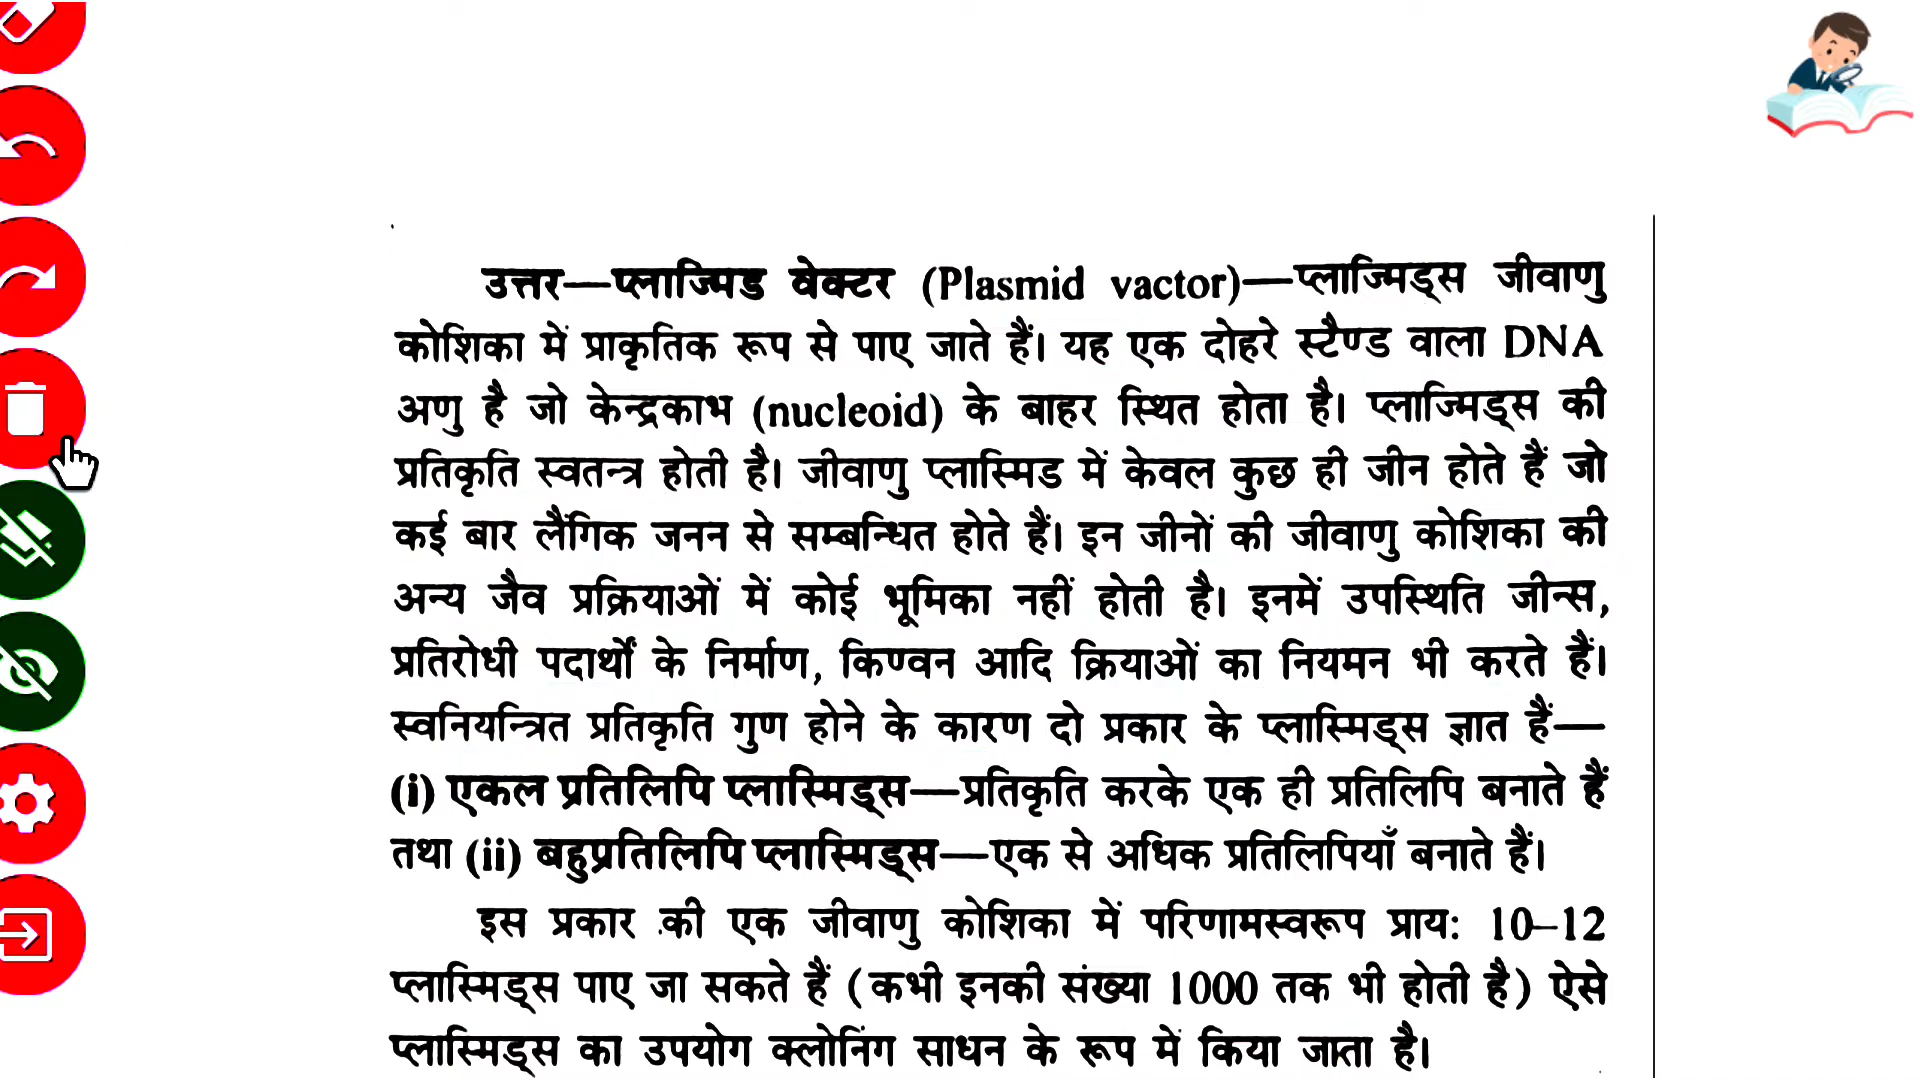 उत्तर—प्लाज्मिड वेक्टर (Plasmid vactor)—प्लाज्मिड्स जीवाणु
कोशिका में प्राकृतिक रूप से पाए जाते हैं। यह एक दोहरे स्टैण्ड वाला DNA
अणु है जो केन्द्रकाभ (nucleoid) के बाहर स्थित होता है। प्लाज्मिड्स की
प्रतिकृति स्वतन्त्र होती है। जीवाणु प्लास्मिड में केवल कुछ ही जीन होते हैं जो
कई बार लैंगिक जनन से सम्बन्धित होते हैं। इन जीनों की जीवाणु कोशिका की
अन्य जैव प्रक्रियाओं में कोई भूमिका नहीं होती है। इनमें उपस्थिति जीन्स,
प्रतिरोधी पदार्थों के निर्माण, किण्वन आदि क्रियाओं का नियमन भी करते हैं।
स्वनियन्त्रित प्रतिकृति गुण होने के कारण दो प्रकार के प्लास्मिड्स ज्ञात हैं—
(i) एकल प्रतिलिपि प्लास्मिड्स—प्रतिकृति करके एक ही प्रतिलिपि बनाते हैं
तथा (ii) बहुप्रतिलिपि प्लास्मिड्स—एक से अधिक प्रतिलिपियाँ बनाते हैं।
इस प्रकार की एक जीवाणु कोशिका में परिणामस्वरूप प्राय: 10–12
प्लास्मिड्स पाए जा सकते हैं (कभी इनकी संख्या 1000 तक भी होती है) ऐसे
प्लास्मिड्स का उपयोग क्लोनिंग साधन के रूप में किया जाता है।